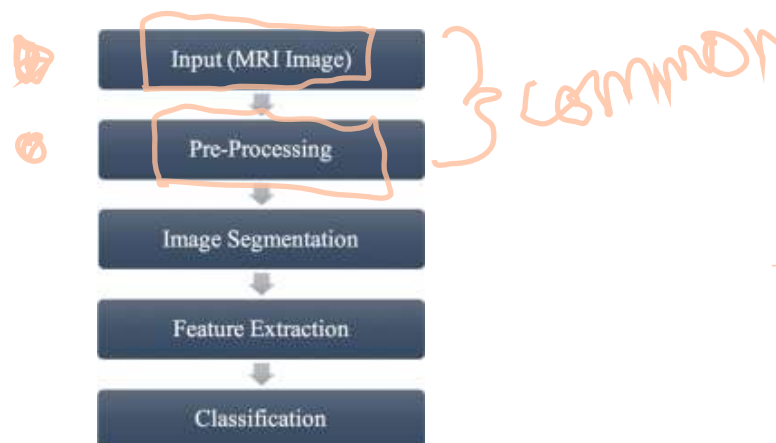 Input (MRI Image)
common
Pre-Processing
Image Segmentation
Feature Extraction
Classification